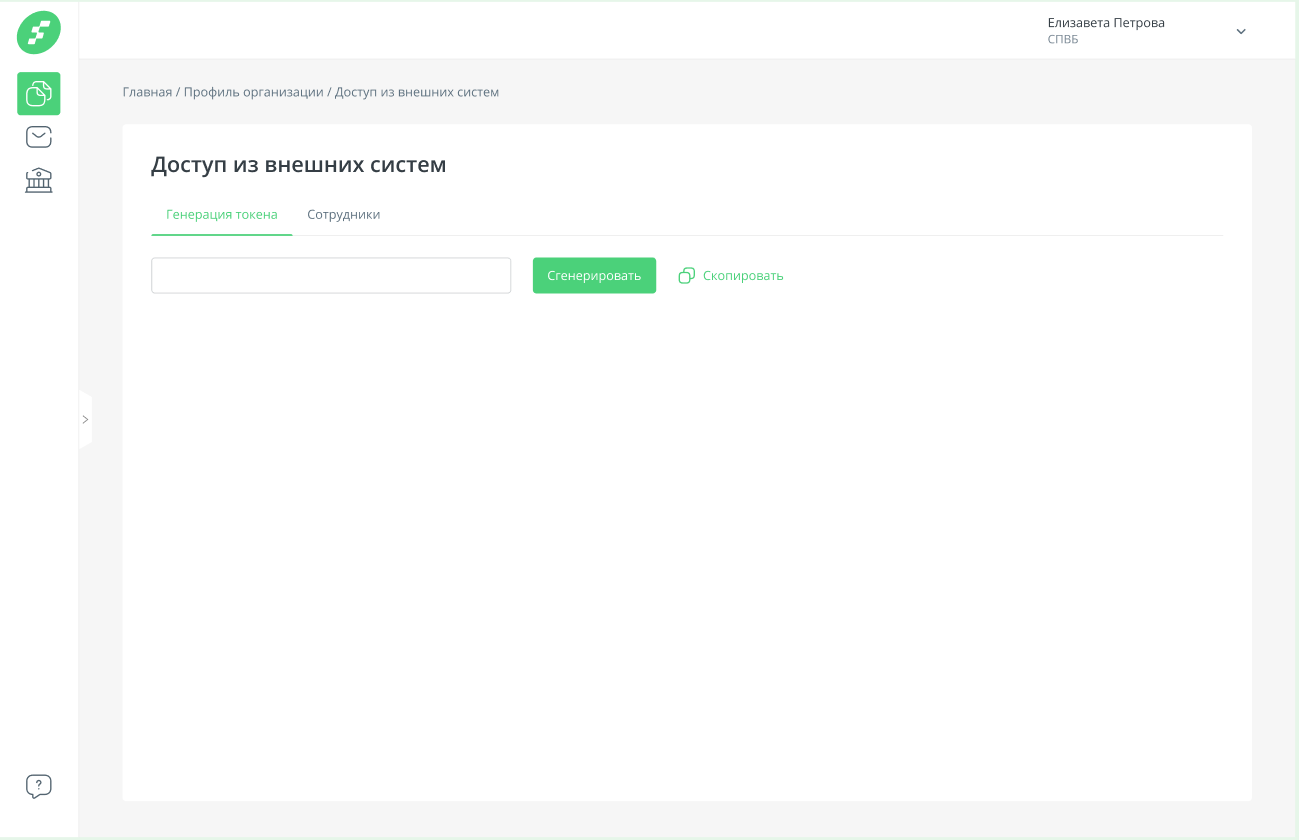 Елизавета Петрова
СПВБ
Главная / Профиль организации / Доступ из внешних систем
Доступ из внешних систем
Генерация токена Сотрудники
Сгенерировать Скопировать
?